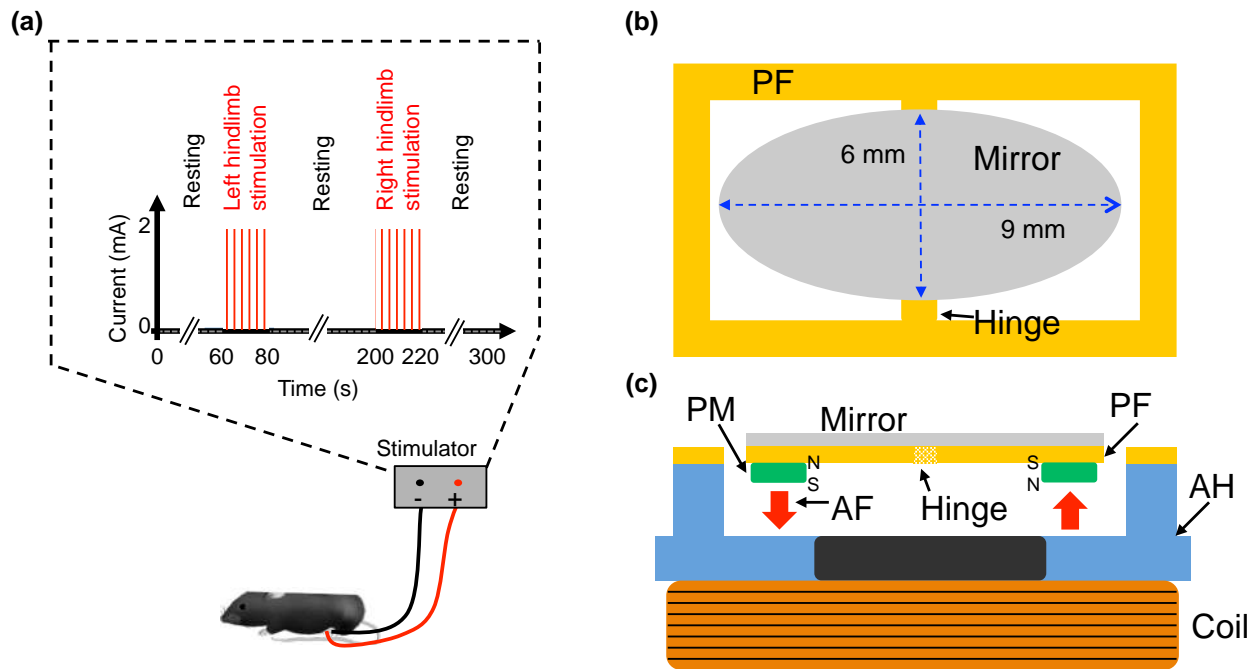 (a)
Resting
Left hindlimb
stimulation
Resting
Right hindlimb
stimulation
Resting
Current (mA)
2
0
0
60
80
200
220
300
Time (s)
Stimulator
-
+
(b)
PF
6 mm
Mirror
9 mm
Hinge
(c)
PM
Mirror
PF
N
S
S
N
AF
Hinge
AH
Coil